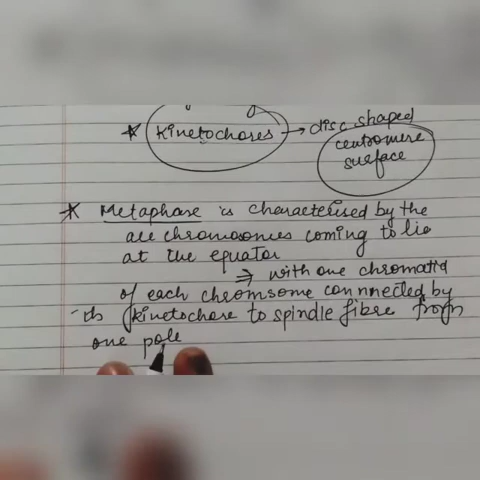 * Kinetochores → disc shaped
centromere
surface
* Metaphase is characterised by the
all chromosomes coming to lie
at the equator
⇒ with one chromatid
of each chromsome connnected by
its kinetochore to spindle fibre from
one pole